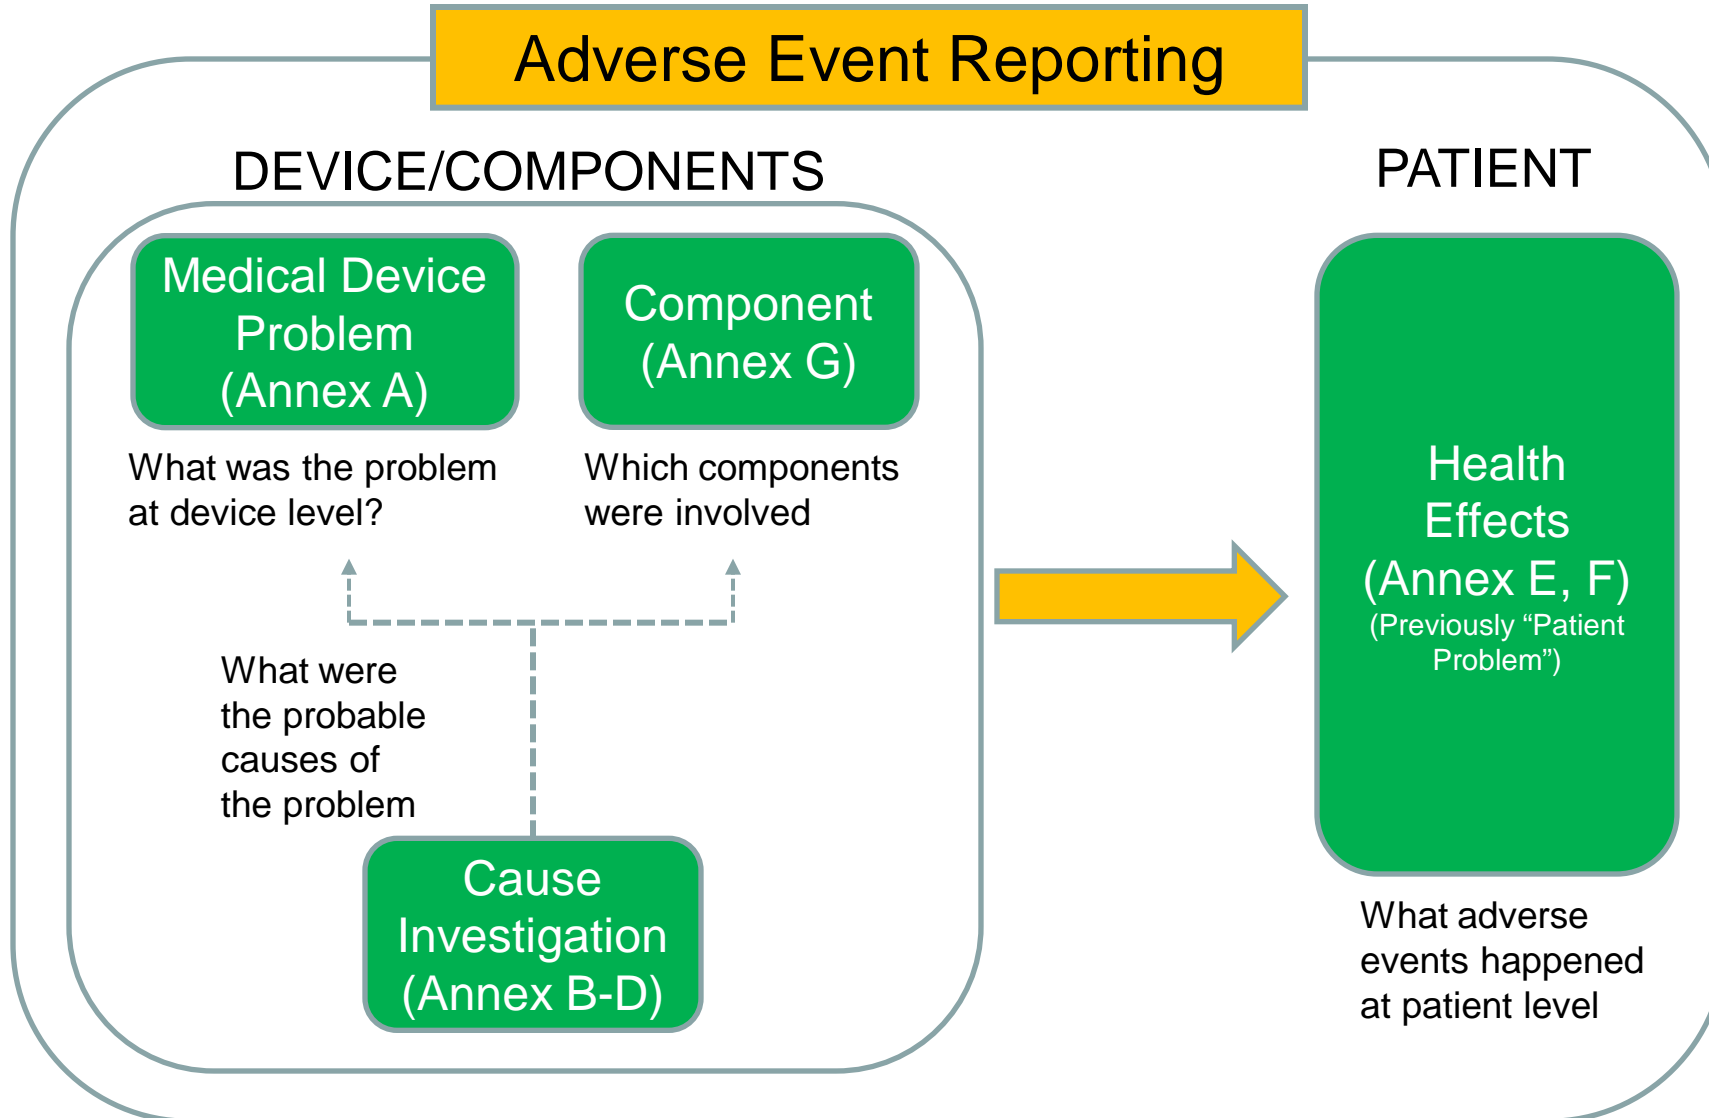 Adverse Event Reporting
DEVICE/COMPONENTS
PATIENT
Medical Device
Problem
(Annex A)
Component
(Annex G)
What was the problem
at device level?
Which components
were involved
What were
the probable
causes of
the problem
Cause
Investigation
(Annex B-D)
Health
Effects
(Annex E, F)
(Previously “Patient
Problem”)
What adverse
events happened
at patient level